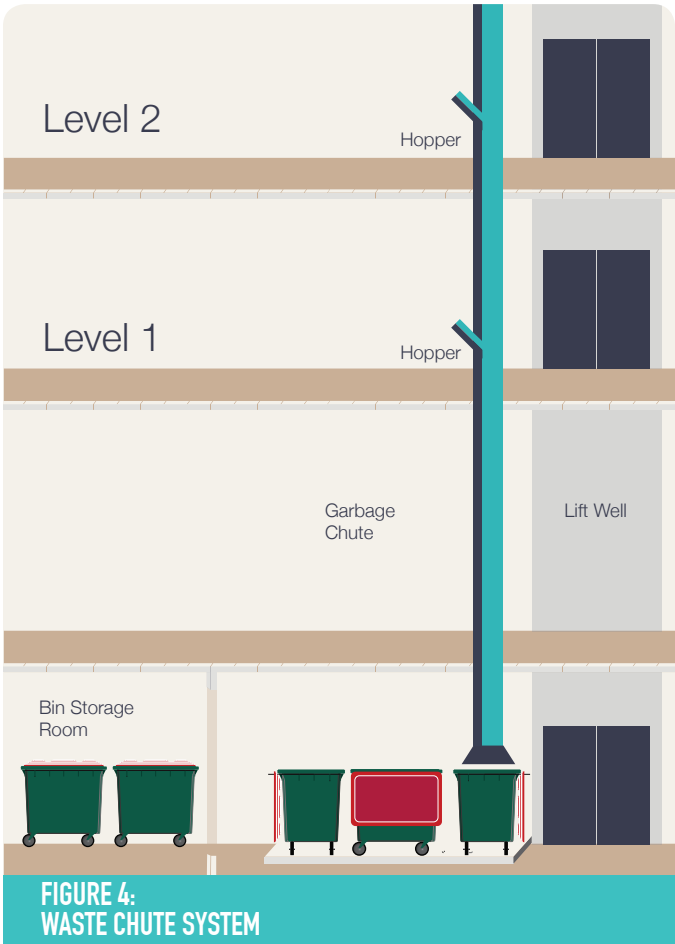 Level 2
Hopper
Level 1
Hopper
Garbage
Chute
Lift Well
Bin Storage
Room
FIGURE 4:
WASTE CHUTE SYSTEM